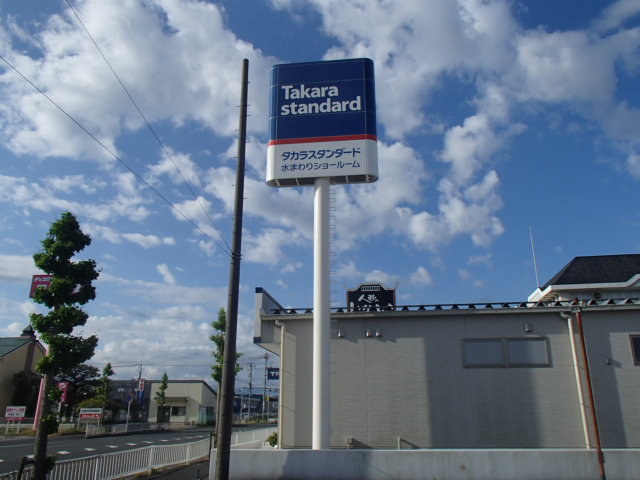 Takara
standard
タカラスタンダード
水まわりショールーム